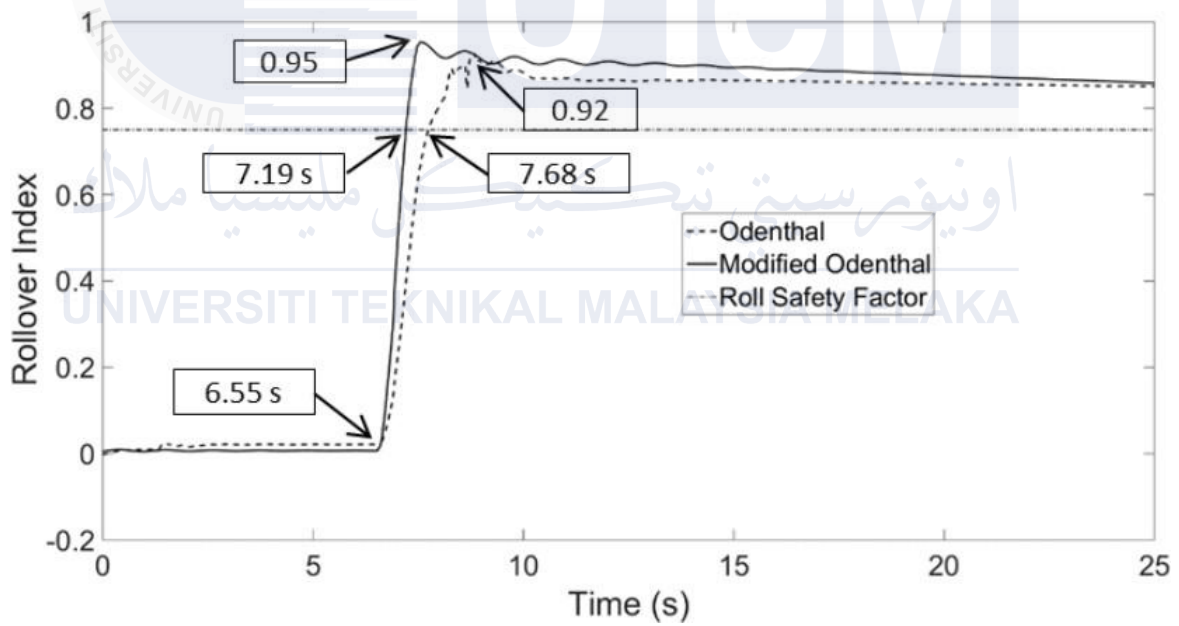 UNIVERSITI
1
0.95
0.8
0.92
7.19 s
7.68 s
اونيورسيتي تيكنيكل مليسيا ملاك
0.6
Odenthal
Modified Odenthal
Roll Safety Factor
0.4
UNIVERSITI TEKNIKAL MALAYSIA MELAKA
Rollover Index
0.2
6.55 s
0
-0.2
0 5 10 15 20 25
Time (s)